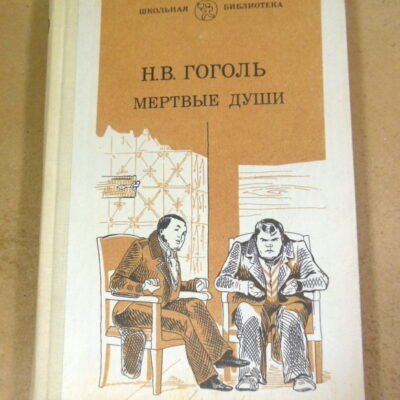 ШКОЛЬНАЯ БИБЛИОТЕКА
Н.В. ГОГОЛЬ
МЕРТВЫЕ ДУШИ